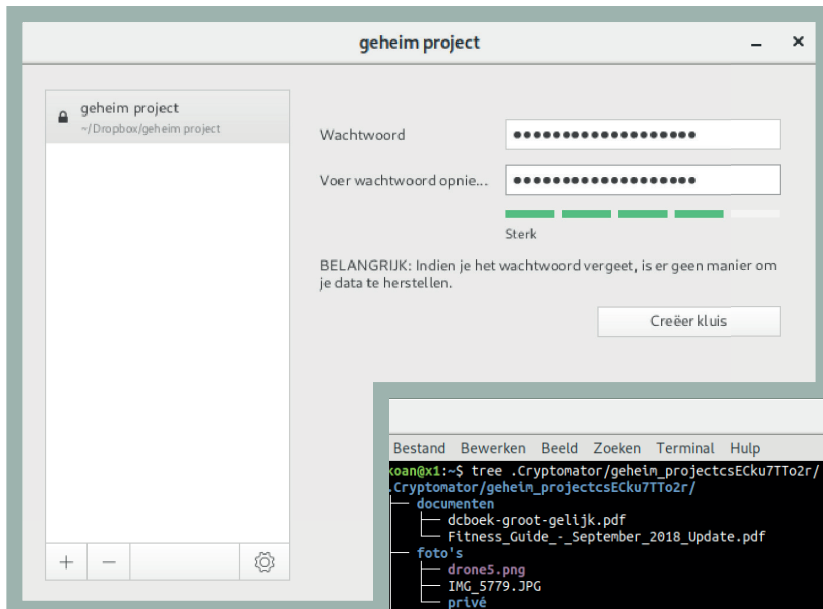 geheim project
geheim project
~/Dropbox/geheim project
Wachtwoord
Voer wachtwoord opnie...
Sterk
BELANGRIJK: Indien je het wachtwoord vergeet, is er geen manier om
je data te herstellen.
Creëer kluis
Bestand Bewerken Beeld Zoeken Terminal Hulp
koan@x1:~$ tree .Cryptomator/geheim_projectcsECku7TTo2r/
.Cryptomator/geheim_projectcsECku7TTo2r/
├── documenten
│   ├── dcboek-groot-gelijk.pdf
│   └── Fitness_Guide_-_September_2018_Update.pdf
├── foto's
│   ├── drone5.png
│   ├── IMG_5779.JPG
│   └── privé